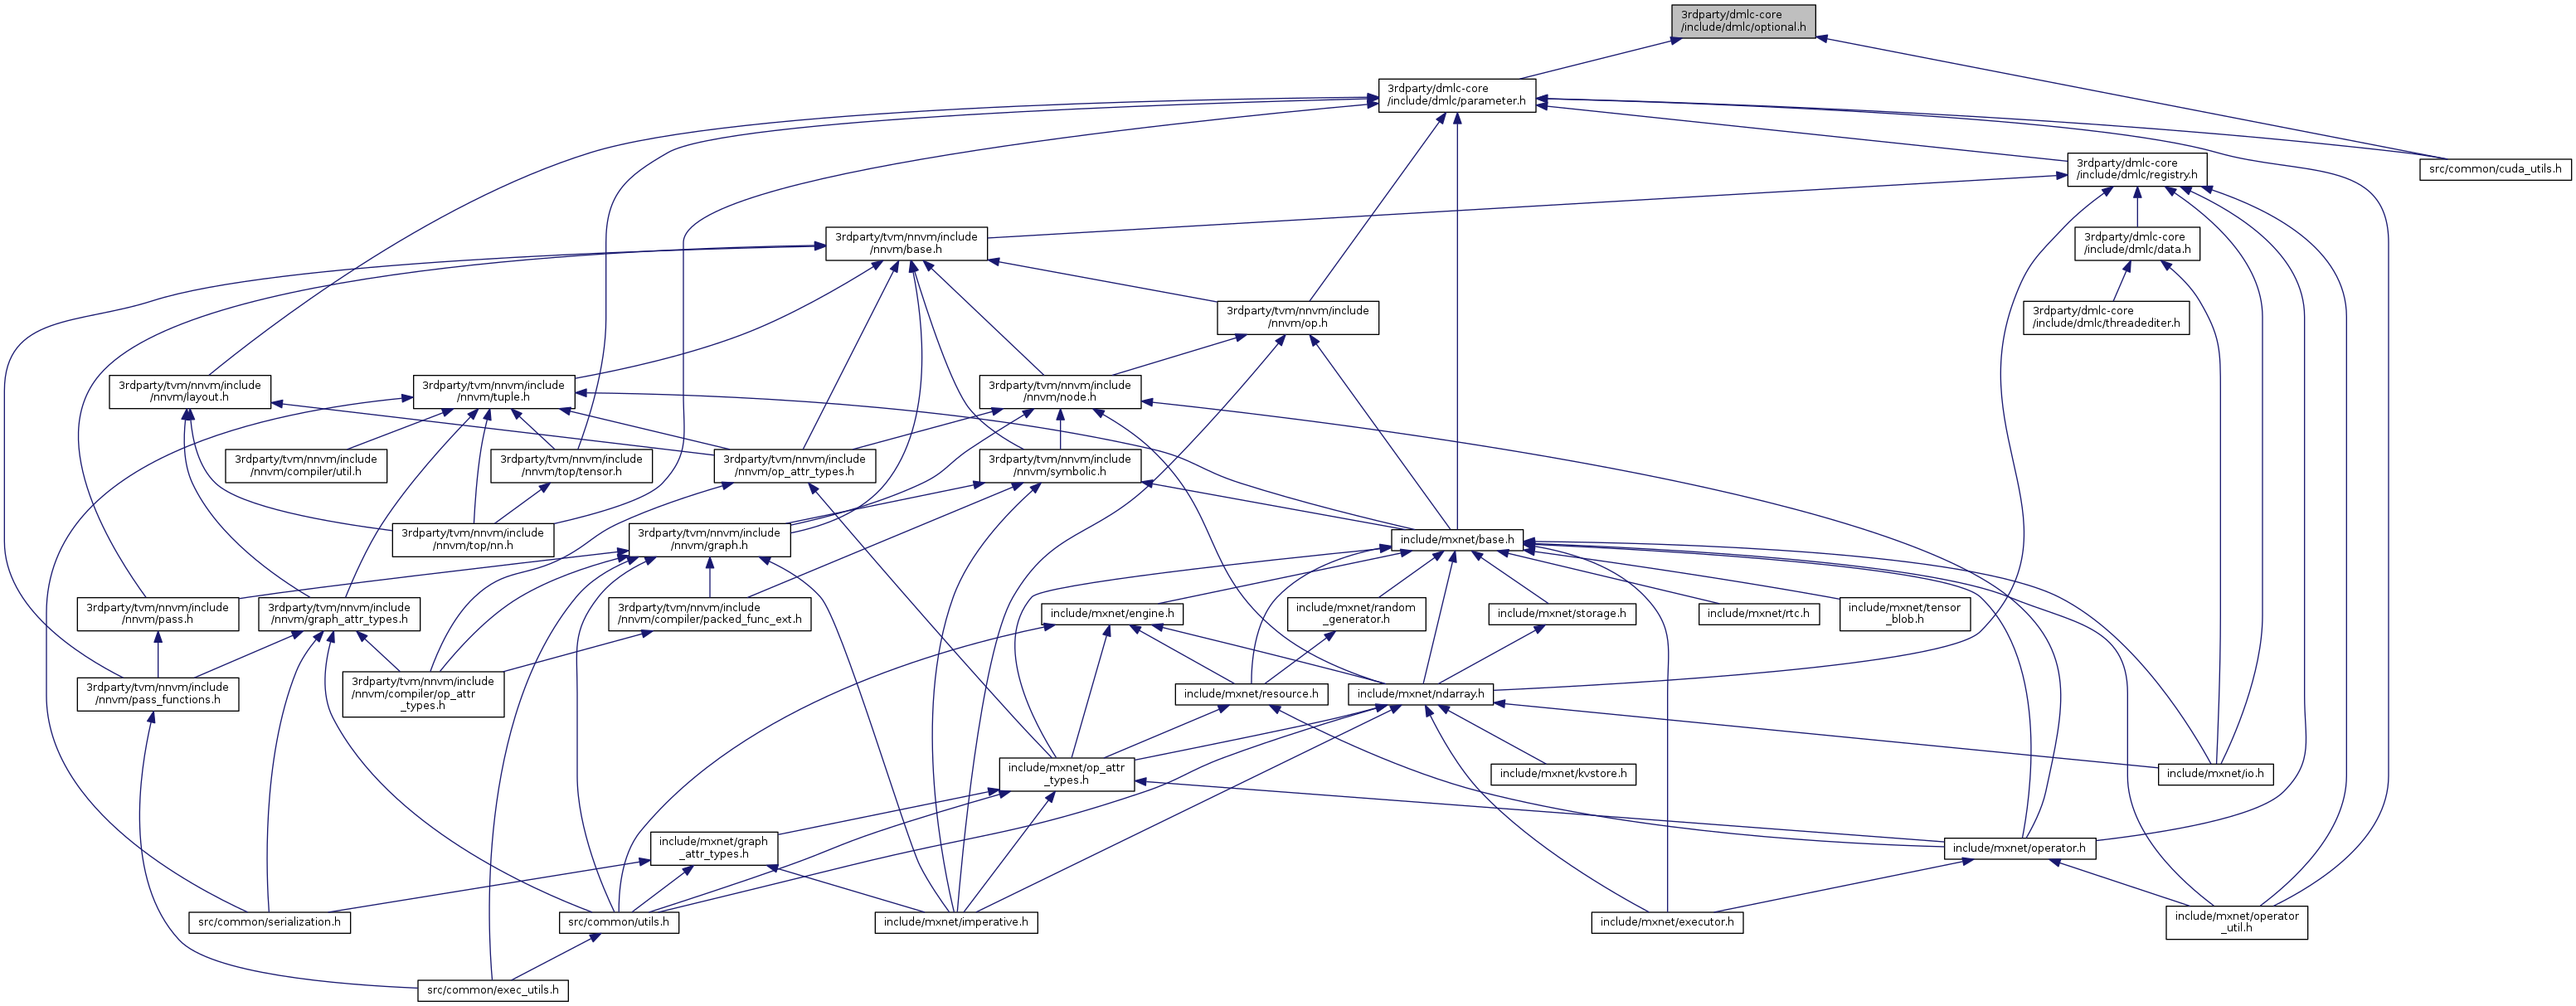 3rdparty/dmlc-core
/include/dmlc/optional.h
3rdparty/dmlc-core
/include/dmlc/parameter.h
3rdparty/dmlc-core
/include/dmlc/registry.h
src/common/cuda_utils.h
3rdparty/tvm/nnvm/include
/nnvm/base.h
3rdparty/dmlc-core
/include/dmlc/data.h
3rdparty/tvm/nnvm/include
/nnvm/op.h
3rdparty/dmlc-core
/include/dmlc/threadediter.h
3rdparty/tvm/nnvm/include
/nnvm/layout.h
3rdparty/tvm/nnvm/include
/nnvm/tuple.h
3rdparty/tvm/nnvm/include
/nnvm/node.h
3rdparty/tvm/nnvm/include
/nnvm/compiler/util.h
3rdparty/tvm/nnvm/include
/nnvm/top/tensor.h
3rdparty/tvm/nnvm/include
/nnvm/op_attr_types.h
3rdparty/tvm/nnvm/include
/nnvm/symbolic.h
3rdparty/tvm/nnvm/include
/nnvm/top/nn.h
3rdparty/tvm/nnvm/include
/nnvm/graph.h
include/mxnet/base.h
3rdparty/tvm/nnvm/include
/nnvm/pass.h
3rdparty/tvm/nnvm/include
/nnvm/graph_attr_types.h
3rdparty/tvm/nnvm/include
/nnvm/compiler/packed_func_ext.h
include/mxnet/engine.h
include/mxnet/random
_generator.h
include/mxnet/storage.h
include/mxnet/rtc.h
include/mxnet/tensor
_blob.h
3rdparty/tvm/nnvm/include
/nnvm/pass_functions.h
3rdparty/tvm/nnvm/include
/nnvm/compiler/op_attr
_types.h
include/mxnet/resource.h
include/mxnet/ndarray.h
include/mxnet/op_attr
_types.h
include/mxnet/kvstore.h
include/mxnet/io.h
include/mxnet/graph
_attr_types.h
include/mxnet/operator.h
src/common/serialization.h
src/common/utils.h
include/mxnet/imperative.h
include/mxnet/executor.h
include/mxnet/operator
_util.h
src/common/exec_utils.h